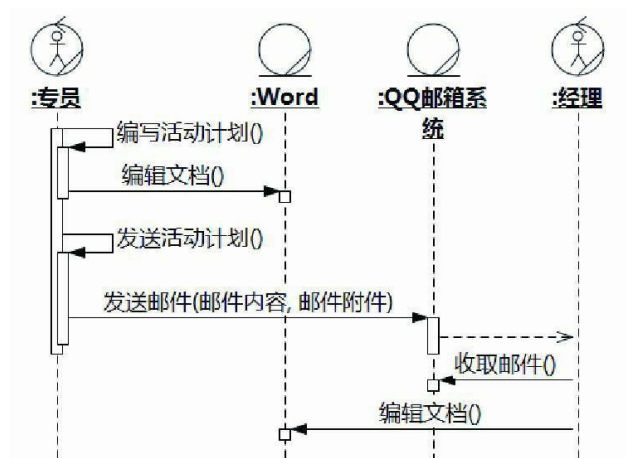 :专员
:Word
:QQ邮箱系
统
:经理
编写活动计划()
编辑文档()
发送活动计划()
发送邮件(邮件内容, 邮件附件)
收取邮件()
编辑文档()